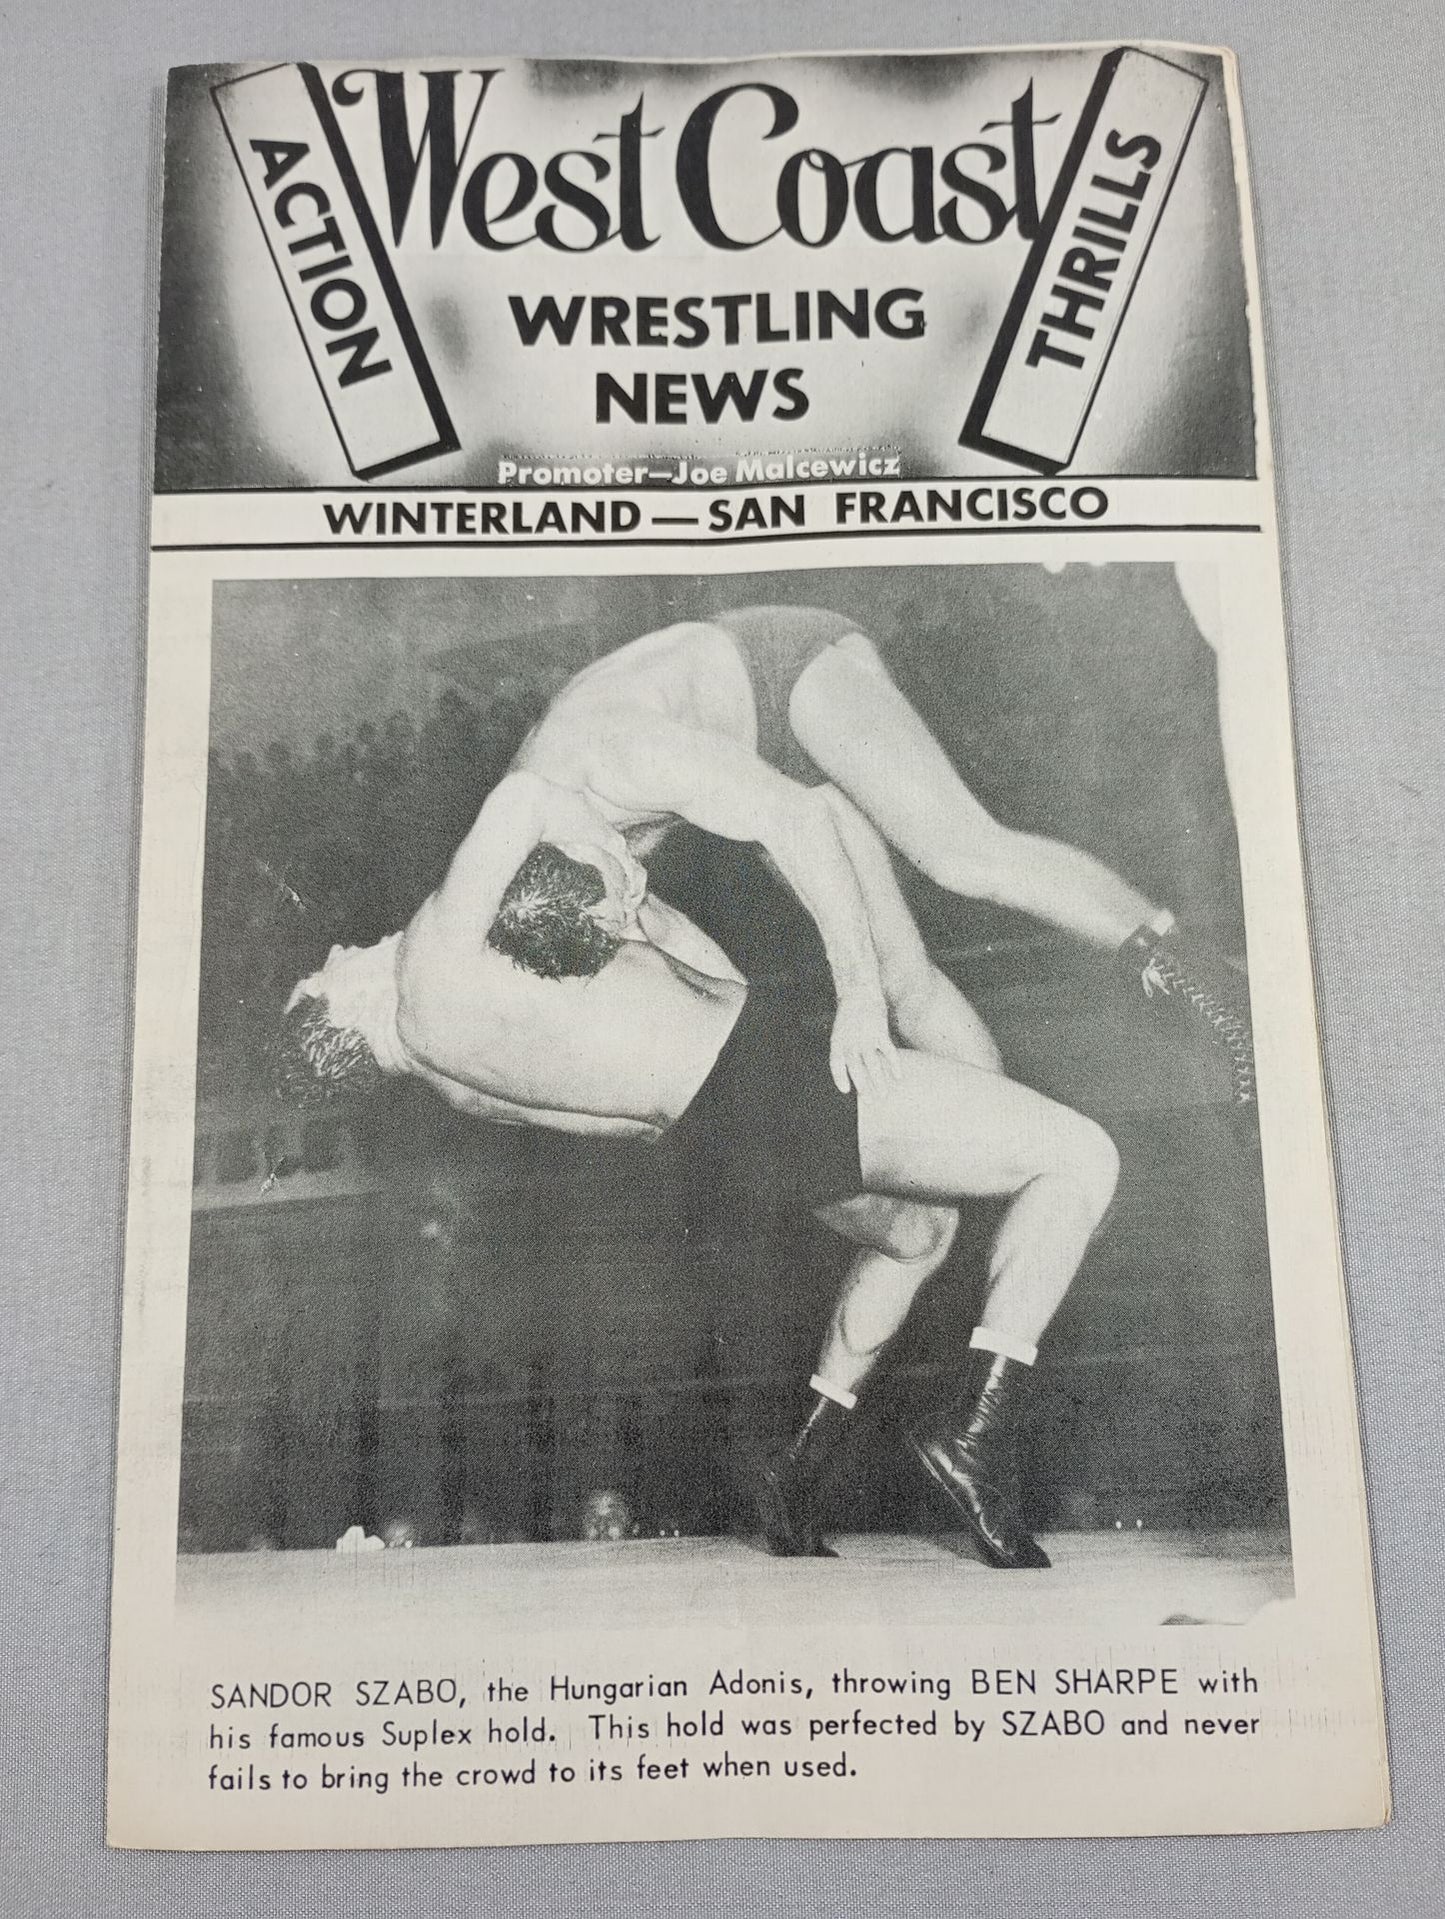 ACTION
West Coast
THRILLS
WRESTLING
NEWS
Promoter—Joe Malcewicz
WINTERLAND — SAN FRANCISCO
SANDOR SZABO, the Hungarian Adonis, throwing BEN SHARPE with
his famous Suplex hold. This hold was perfected by SZABO and never
fails to bring the crowd to its feet when used.